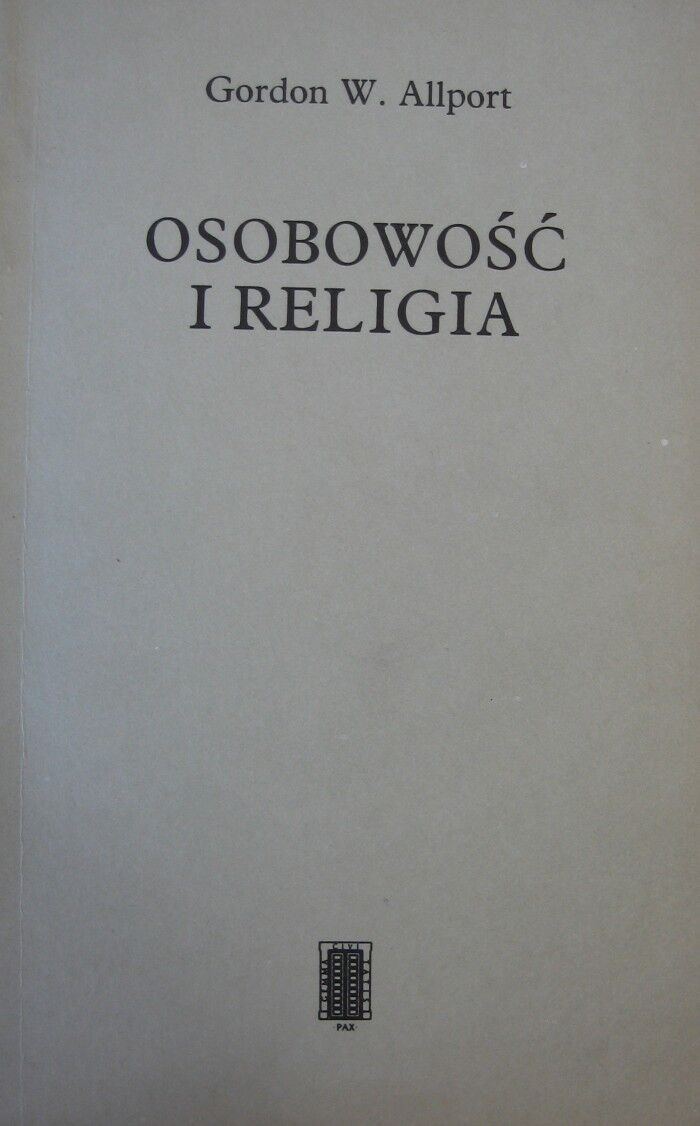 Gordon W. Allport
OSOBOWOŚĆ
I RELIGIA
PAX